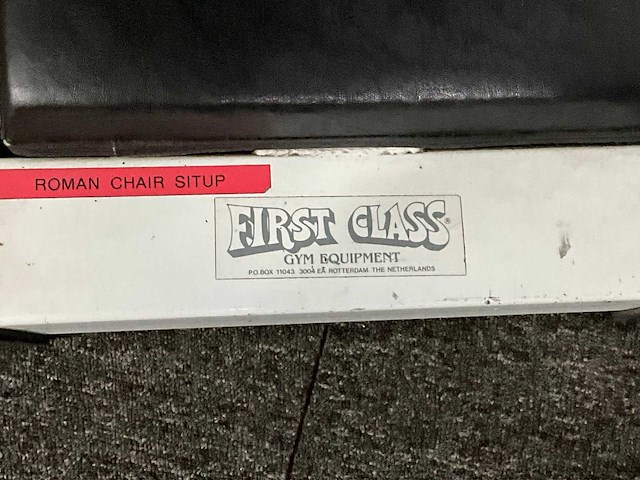 ROMAN CHAIR SITUP
FIRST CLASS®
GYM EQUIPMENT
P.O.BOX 11043 3004 EA ROTTERDAM THE NETHERLANDS